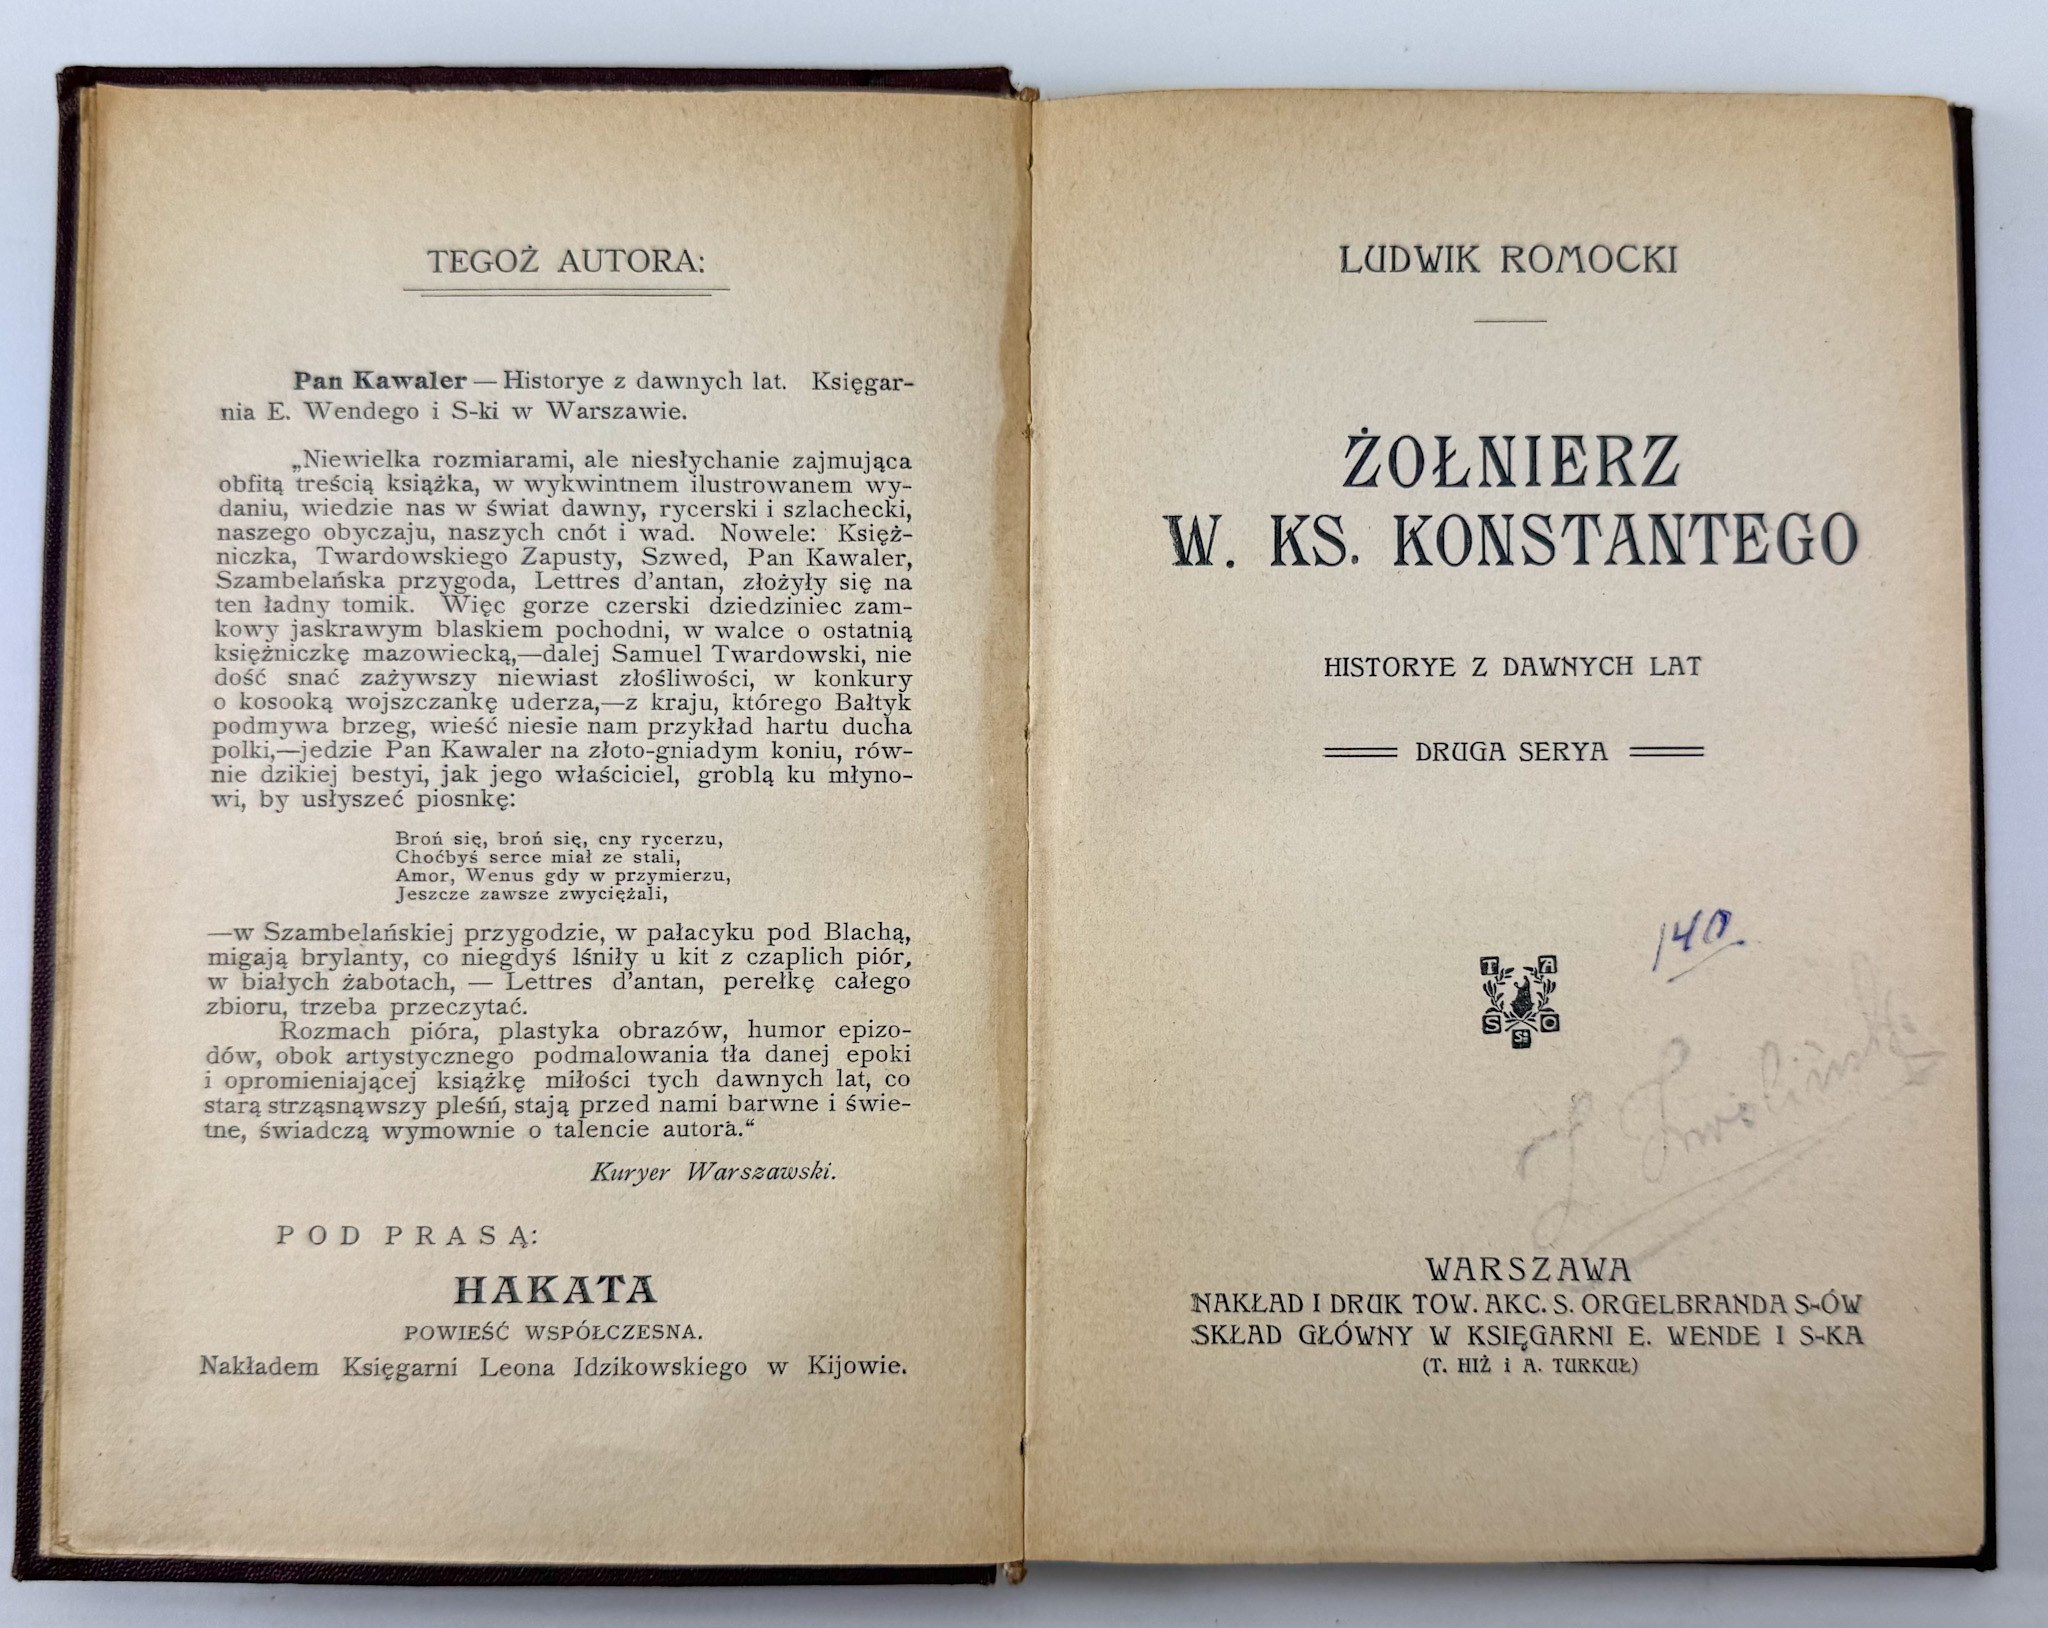 TEGOŻ AUTORA:
Pan Kawaler — Historye z dawnych lat. Księgar-
nia E. Wendego i S-ki w Warszawie.
„Niewielka rozmiarami, ale niesłychanie zajmująca
obfitą treścią książka, w wykwintnem ilustrowanem wy-
daniu, wiedzie nas w świat dawny, rycerski i szlachecki,
naszego obyczaju, naszych cnót i wad. Nowele: Księż-
niczka, Twardowskiego Zapusty, Szwed, Pan Kawaler,
Szambelańska przygoda, Lettres d'antan, złożyły się na
ten ładny tomik. Więc gorze czerski dziedziniec zam-
kowy jaskrawym blaskiem pochodni, w walce o ostatnią
księżniczkę mazowiecką,—dalej Samuel Twardowski, nie
dość snać zażywszy niewiast złośliwości, w konkury
o kosooką wojszczankę uderza,—z kraju, którego Bałtyk
podmywa brzeg, wieść niesie nam przykład hartu ducha
polki,—jedzie Pan Kawaler na złoto-gniadym koniu, rów-
nie dzikiej bestyi, jak jego właściciel, groblą ku młyno-
wi, by usłyszeć piosnkę:
Broń się, broń się, cny rycerzu,
Choćbyś serce miał ze stali,
Amor, Wenus gdy w przymierzu,
Jeszcze zawsze zwyciężali,
—w Szambelańskiej przygodzie, w pałacyku pod Blachą,
migają brylanty, co niegdyś lśniły u kit z czaplich piór,
w białych żabotach, — Lettres d'antan, perełkę całego
zbioru, trzeba przeczytać.
Rozmach pióra, plastyka obrazów, humor epizo-
dów, obok artystycznego podmalowania tła danej epoki
i opromieniającej książkę miłości tych dawnych lat, co
starą strząsnąwszy pleśń, stają przed nami barwne i świe-
tne, świadczą wymownie o talencie autora.“
Kuryer Warszawski.
POD PRASĄ:
HAKATA
POWIEŚĆ WSPÓŁCZESNA.
Nakładem Księgarni Leona Idzikowskiego w Kijowie.
LUDWIK ROMOCKI
ŻOŁNIERZ
W. KS. KONSTANTEGO
HISTORYE Z DAWNYCH LAT
DRUGA SERYA
140
T A
S O
S-
WARSZAWA
NAKŁAD I DRUK TOW. AKC. S. ORGELBRANDA S-ÓW
SKŁAD GŁÓWNY W KSIĘGARNI E. WENDE I S-KA
(T. HIŻ i A. TURKUŁ)